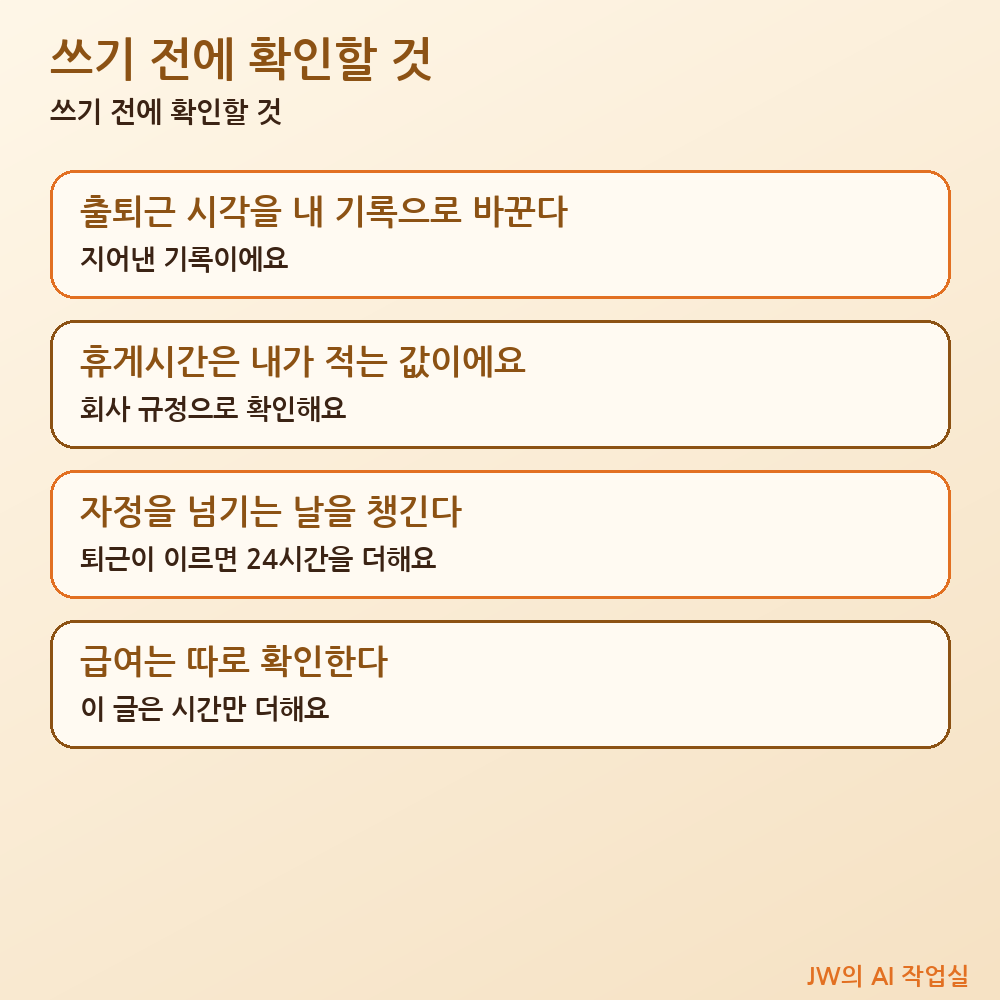 쓰기 전에 확인할 것
쓰기 전에 확인할 것
출퇴근 시각을 내 기록으로 바꾼다
지어낸 기록이에요
휴게시간은 내가 적는 값이에요
회사 규정으로 확인해요
자정을 넘기는 날을 챙긴다
퇴근이 이르면 24시간을 더해요
급여는 따로 확인한다
이 글은 시간만 더해요
JW의 AI 작업실